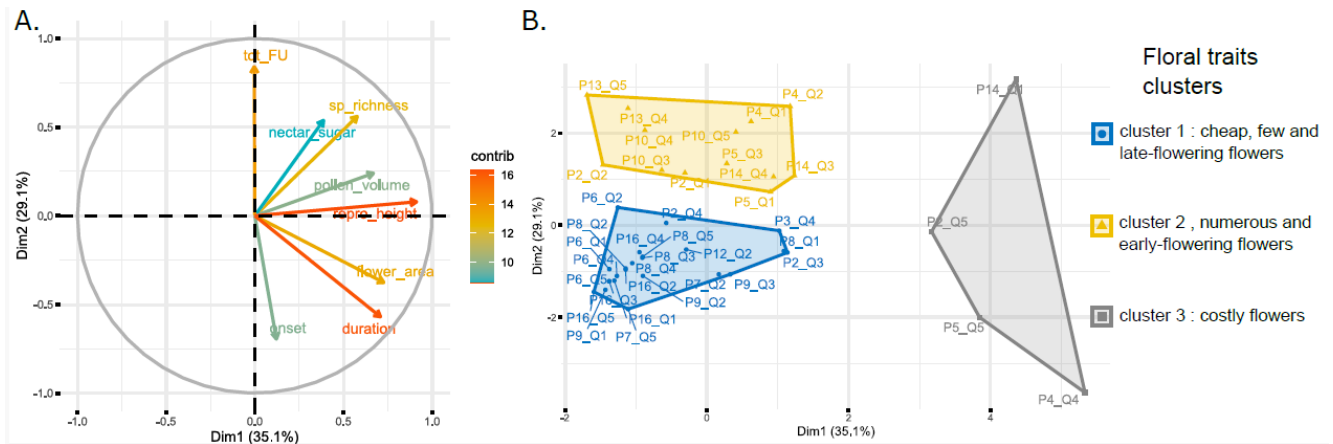 A.
1.0
0.5
0.0
-0.5
-1.0
Dim2 (29.1%)
tot_FU
sp_richness
nectar_sugar
pollen_volume
repro_height
flower_area
onset
duration
-1.0
-0.5
0.0
0.5
1.0
Dim1 (35.1%)
contrib
16
14
12
10
B.
2
0
-2
Dim2 (29.1%)
P13_Q5
P4_Q2
P4_Q1
P13_Q4
P10_Q5
P10_Q4
P5_Q3
P10_Q3
P14_Q4
P14_Q3
P2_Q2
P2_Q1
P5_Q1
P14_Q1
P6_Q2
P2_Q4
P3_Q4
P8_Q2
P16_Q4
P8_Q5
P8_Q1
P6_Q1
P8_Q3
P12_Q2
P6_Q4
P8_Q4
P2_Q3
P6_Q5
P16_Q2
P7_Q2
P9_Q3
P16_Q3
P9_Q2
P16_Q5
P16_Q1
P9_Q1
P7_Q5
P5_Q5
P4_Q4
-2
0
2
4
Dim1 (35.1%)
Floral traits
clusters
cluster 1 : cheap, few and
late-flowering flowers
cluster 2 , numerous and
early-flowering flowers
cluster 3 : costly flowers